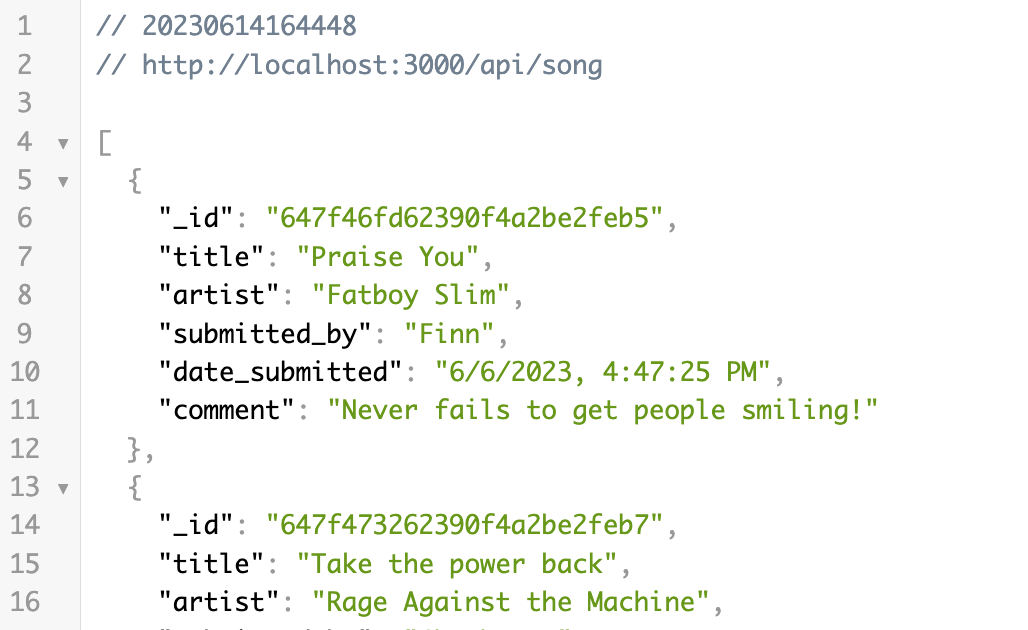 1 // 20230614164448
2 // http://localhost:3000/api/song
3
4 ▼ [
5 ▼ {
6 "_id": "647f46fd62390f4a2be2feb5",
7 "title": "Praise You",
8 "artist": "Fatboy Slim",
9 "submitted_by": "Finn",
10 "date_submitted": "6/6/2023, 4:47:25 PM",
11 "comment": "Never fails to get people smiling!"
12 },
13 ▼ {
14 "_id": "647f473262390f4a2be2feb7",
15 "title": "Take the power back",
16 "artist": "Rage Against the Machine",